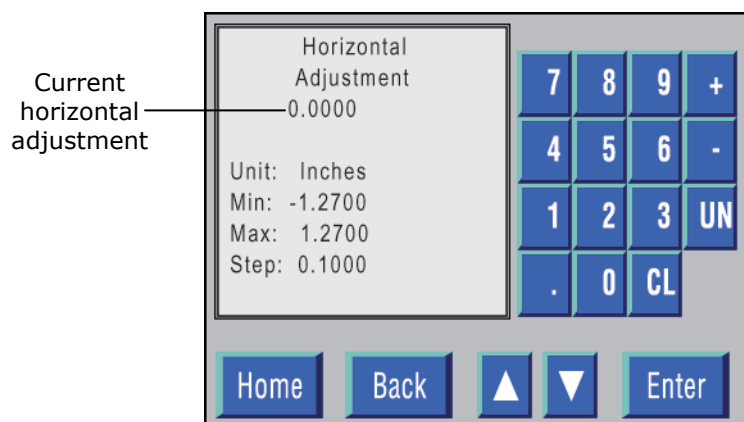 Horizontal
Adjustment
0.0000
Current
horizontal
adjustment
Unit: Inches
Min: -1.2700
Max: 1.2700
Step: 0.1000
7 8 9 +
4 5 6 -
1 2 3 UN
. 0 CL
Home Back Enter